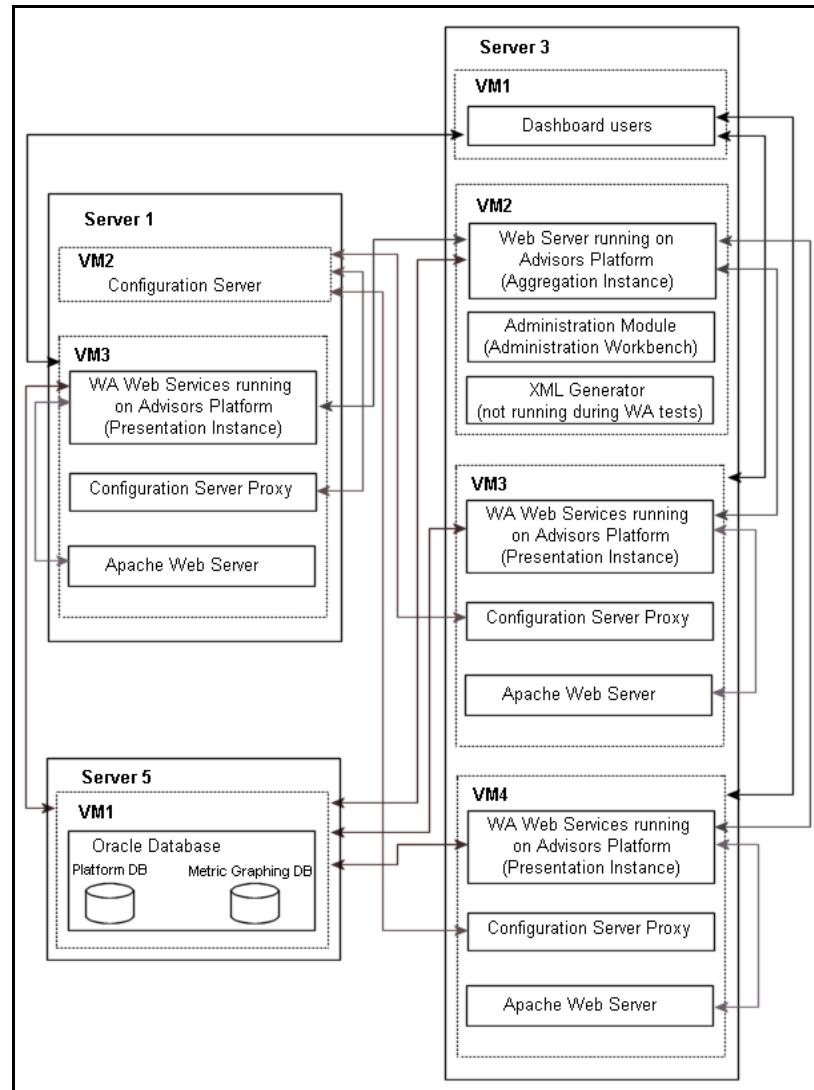 Server 3
VM1
Dashboard users
VM2
Web Server running on
Advisors Platform
(Aggregation Instance)
Administration Module
(Administration Workbench)
XML Generator
(not running during WA tests)
VM3
WA Web Services running
on Advisors Platform
(Presentation Instance)
Configuration Server Proxy
Apache Web Server
VM4
WA Web Services running
on Advisors Platform
(Presentation Instance)
Configuration Server Proxy
Apache Web Server
Server 1
VM2
Configuration Server
VM3
WA Web Services running
on Advisors Platform
(Presentation Instance)
Configuration Server Proxy
Apache Web Server
Server 5
VM1
Oracle Database
Platform DB
Metric Graphing DB